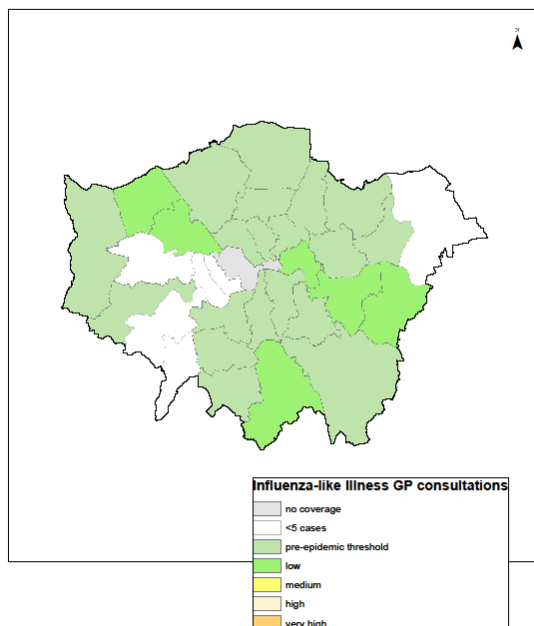 Influenza-like Illness GP consultations
no coverage
<5 cases
pre-epidemic threshold
low
medium
high
very high